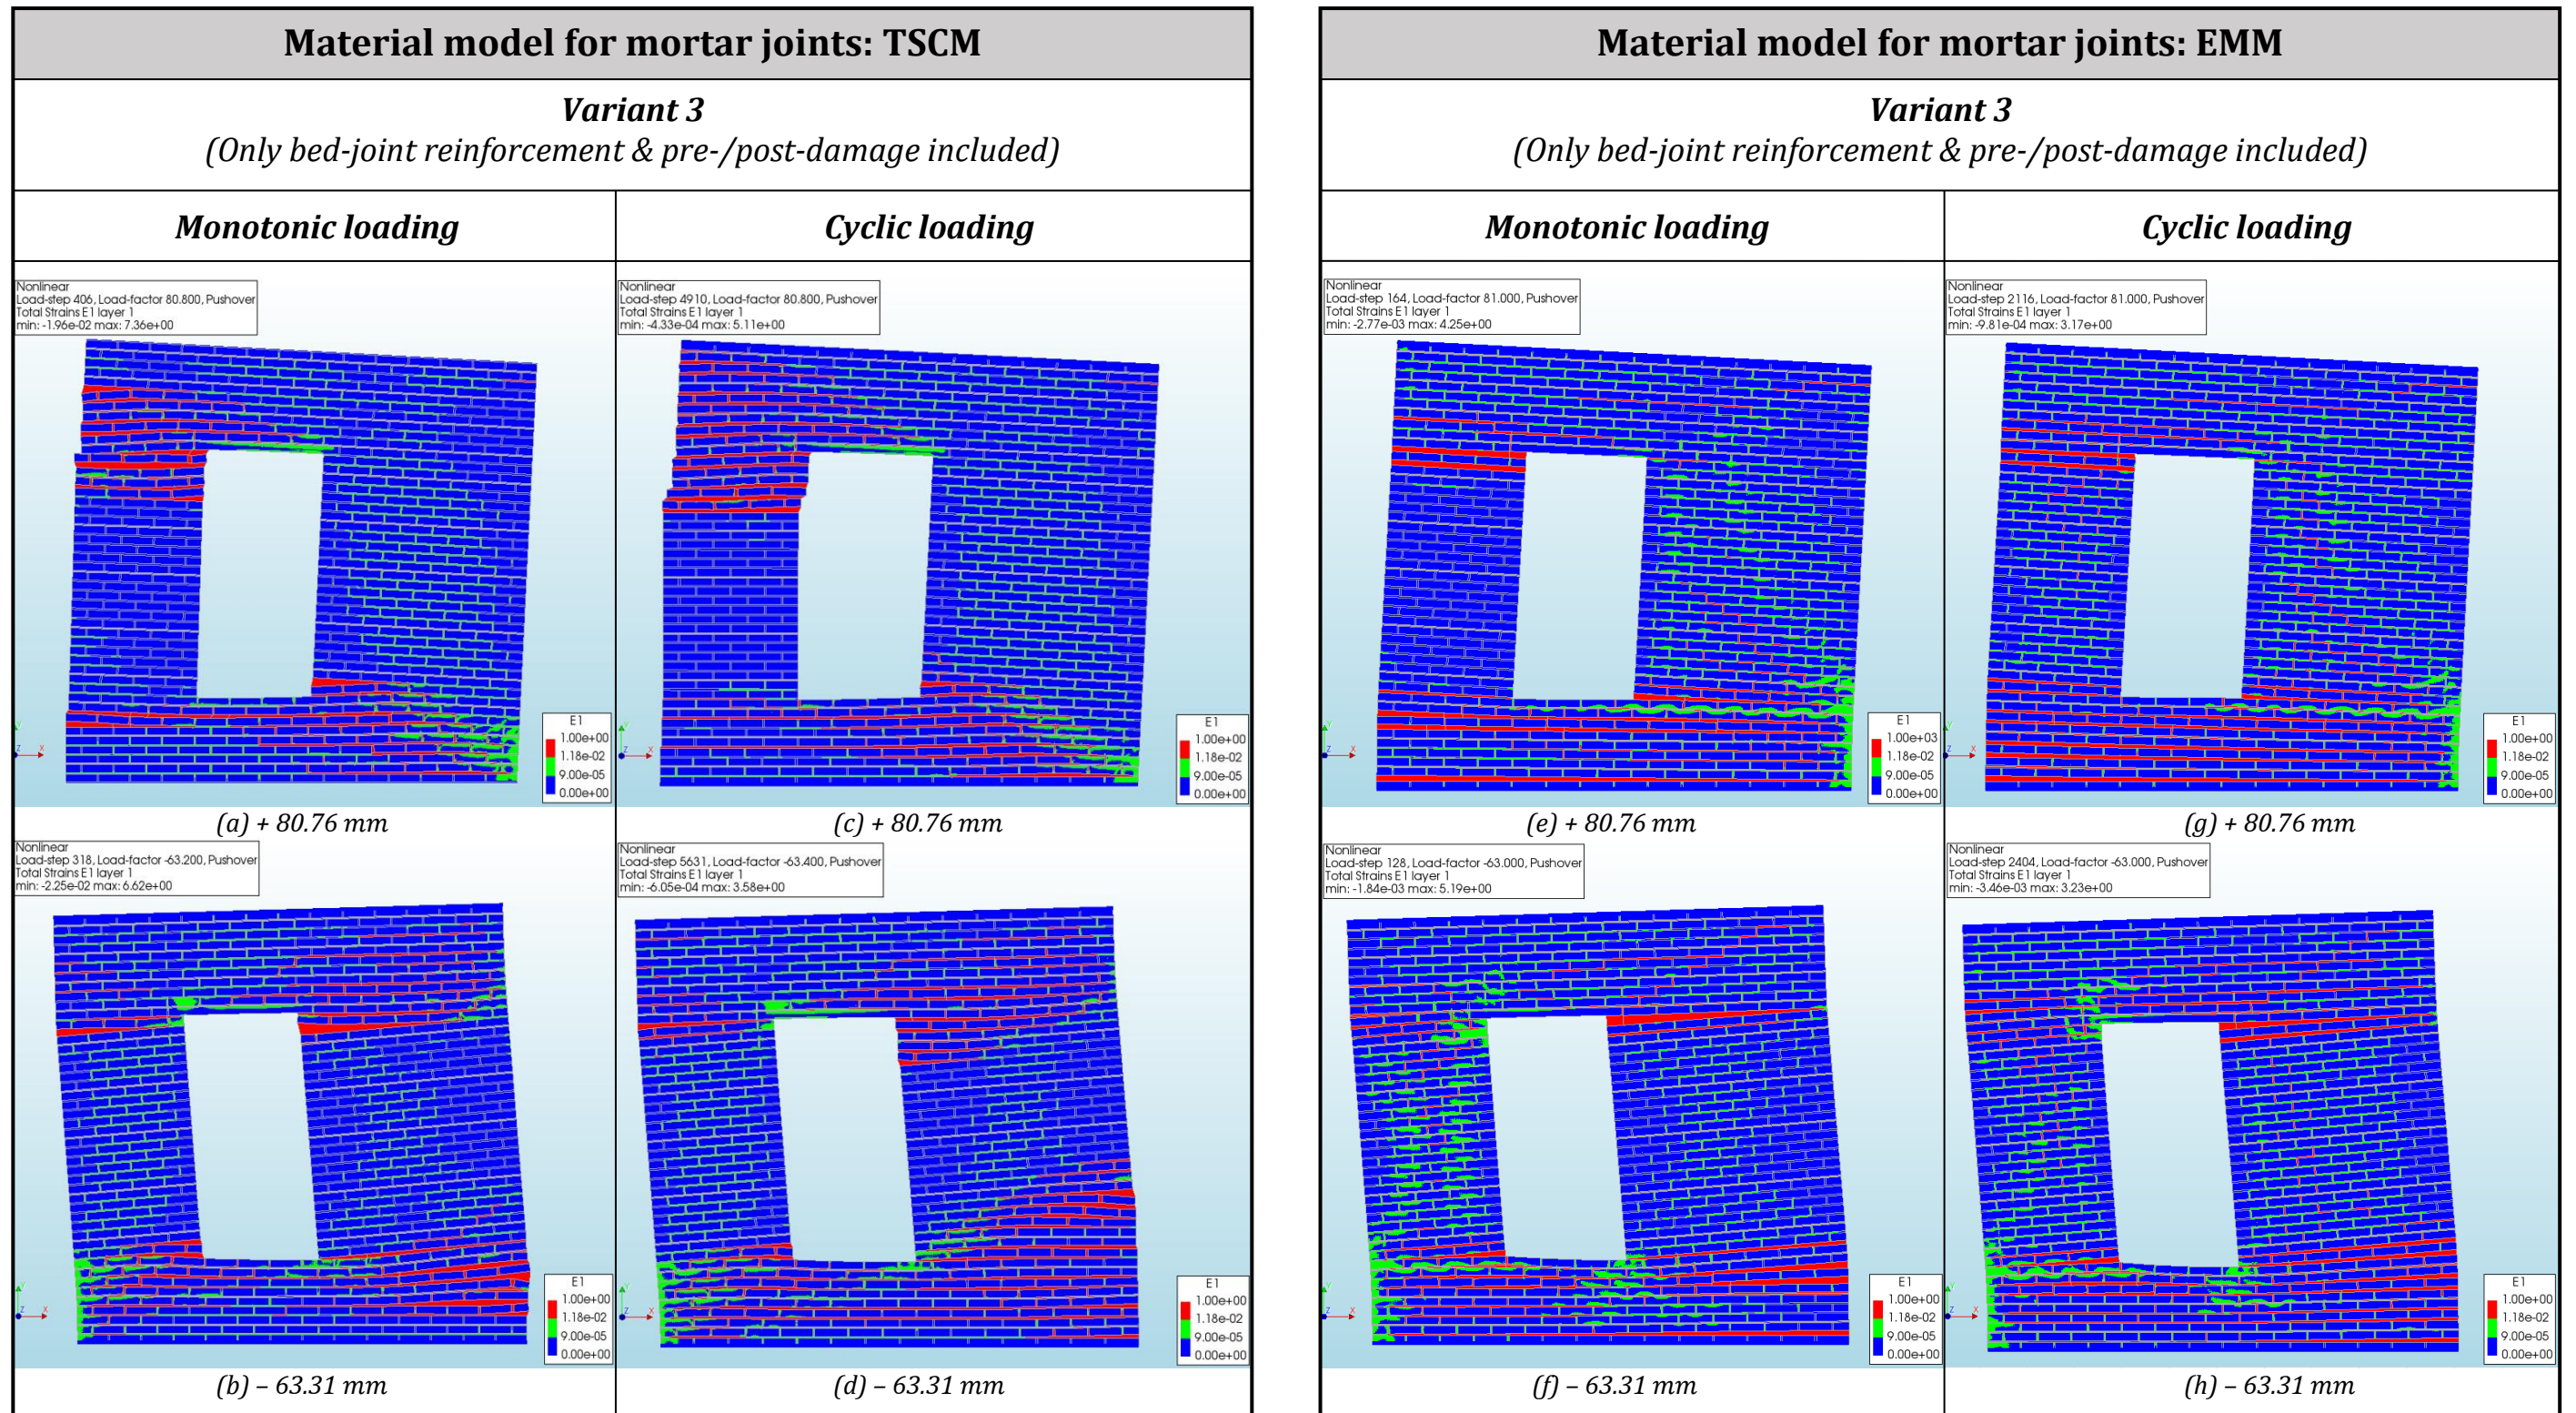 Material model for mortar joints: TSCM
Variant 3
(Only bed-joint reinforcement & pre-/post-damage included)
Monotonic loading
Cyclic loading
Nonlinear
Load-step 406, Load-factor 80.800, Pushover
Total Strains E1 layer 1
min: -1.96e-02 max: 7.36e+00
E1
1.00e+00
1.18e-02
9.00e-05
0.00e+00
Y
Z
X
(a) + 80.76 mm
Nonlinear
Load-step 4910, Load-factor 80.800, Pushover
Total Strains E1 layer 1
min: -4.33e-04 max: 5.11e+00
E1
1.00e+00
1.18e-02
9.00e-05
0.00e+00
Y
Z
X
(c) + 80.76 mm
Nonlinear
Load-step 318, Load-factor -63.200, Pushover
Total Strains E1 layer 1
min: -2.25e-02 max: 6.62e+00
E1
1.00e+00
1.18e-02
9.00e-05
0.00e+00
Y
Z
X
(b) – 63.31 mm
Nonlinear
Load-step 5631, Load-factor -63.400, Pushover
Total Strains E1 layer 1
min: -6.05e-04 max: 3.58e+00
E1
1.00e+00
1.18e-02
9.00e-05
0.00e+00
Y
Z
X
(d) – 63.31 mm
Material model for mortar joints: EMM
Variant 3
(Only bed-joint reinforcement & pre-/post-damage included)
Monotonic loading
Cyclic loading
Nonlinear
Load-step 164, Load-factor 81.000, Pushover
Total Strains E1 layer 1
min: -2.77e-03 max: 4.25e+00
E1
1.00e+03
1.18e-02
9.00e-05
0.00e+00
Y
Z
X
(e) + 80.76 mm
Nonlinear
Load-step 2116, Load-factor 81.000, Pushover
Total Strains E1 layer 1
min: -9.81e-04 max: 3.17e+00
E1
1.00e+00
1.18e-02
9.00e-05
0.00e+00
Y
Z
X
(g) + 80.76 mm
Nonlinear
Load-step 128, Load-factor -63.000, Pushover
Total Strains E1 layer 1
min: -1.84e-03 max: 5.19e+00
E1
1.00e+00
1.18e-02
9.00e-05
0.00e+00
Y
Z
X
(f) – 63.31 mm
Nonlinear
Load-step 2404, Load-factor -63.000, Pushover
Total Strains E1 layer 1
min: -3.46e-03 max: 3.23e+00
E1
1.00e+00
1.18e-02
9.00e-05
0.00e+00
Y
Z
X
(h) – 63.31 mm